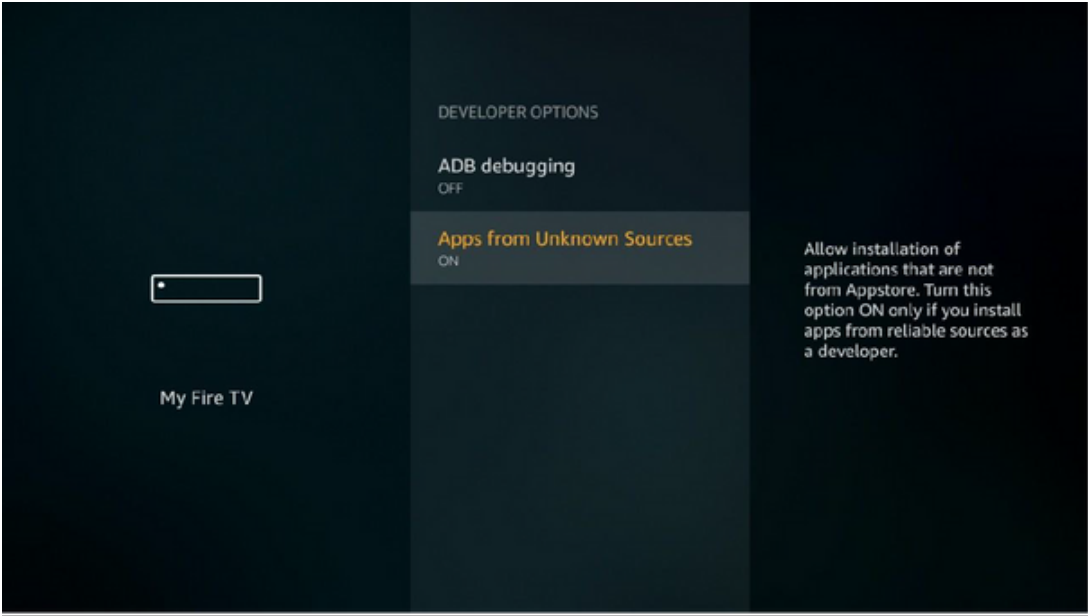 DEVELOPER OPTIONS
ADB debugging
OFF
Apps from Unknown Sources
ON
My Fire TV
Allow installation of
applications that are not
from Appstore. Turn this
option ON only if you install
apps from reliable sources as
a developer.